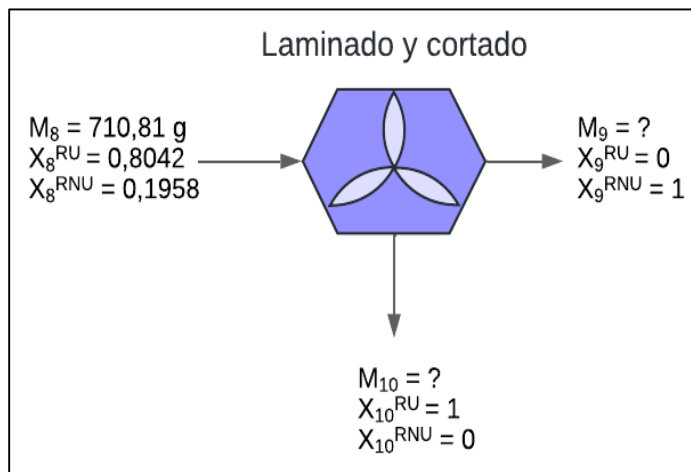 Laminado y cortado
M₈ = 710,81 g
X₈ᴿᵁ = 0,8042
X₈ᴿᴺᵁ = 0,1958
M₉ = ?
X₉ᴿᵁ = 0
X₉ᴿᴺᵁ = 1
M₁₀ = ?
X₁₀ᴿᵁ = 1
X₁₀ᴿᴺᵁ = 0